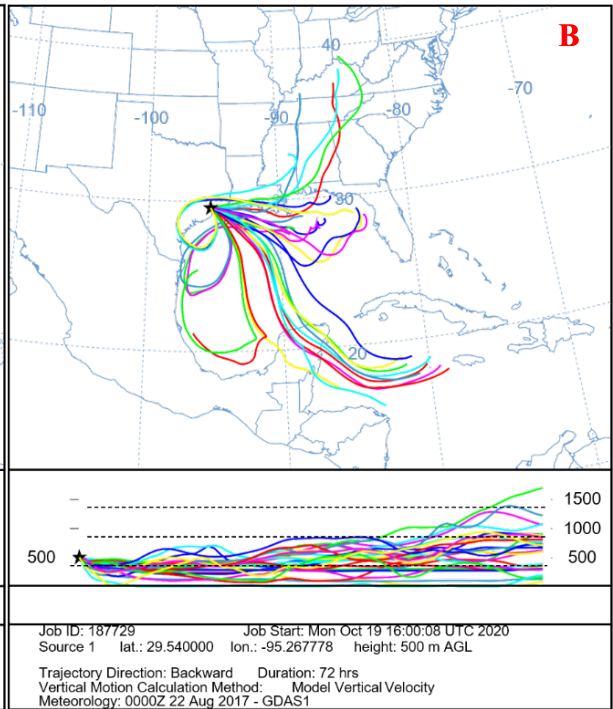 B
40
-110
-100
-90
-80
-70
30
20
1500
1000
500
500
Job ID: 187729 Job Start: Mon Oct 19 16:00:08 UTC 2020
Source 1 lat.: 29.540000 lon.: -95.267778 height: 500 m AGL
Trajectory Direction: Backward Duration: 72 hrs
Vertical Motion Calculation Method: Model Vertical Velocity
Meteorology: 0000Z 22 Aug 2017 - GDAS1